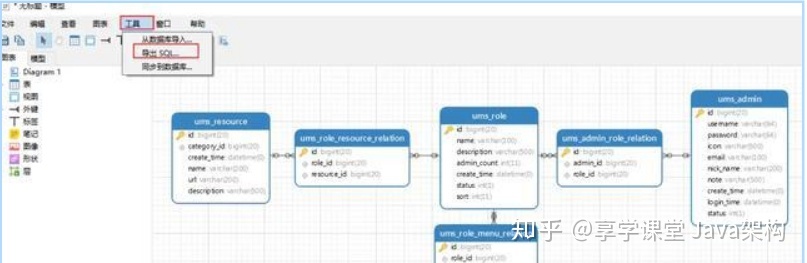 * 无标题 - 模型
文件 编辑 查看 图表 工具 窗口 帮助
从数据库导入...
导出 SQL...
同步到数据库...
图表 模型
Diagram 1
表
视图
外键
标签
笔记
图像
形状
层
ums_resource
id bigint(20)
category_id bigint(20)
create_time datetime(0)
name varchar(200)
url varchar(200)
description varchar(500)
ums_role_resource_relation
id bigint(20)
role_id bigint(20)
resource_id bigint(20)
ums_role
id bigint(20)
name varchar(100)
description varchar(500)
admin_count int(11)
create_time datetime(0)
status int(1)
sort int(11)
ums_admin_role_relation
id bigint(20)
admin_id bigint(20)
role_id bigint(20)
ums_admin
id bigint(20)
username varchar(64)
password varchar(64)
icon varchar(500)
email varchar(100)
nick_name varchar(200)
note varchar(500)
create_time datetime(0)
login_time datetime(0)
status int(1)
ums_role_menu_rela
id bigint(20)
role_id bigint(20)
知乎 @享学课堂 Java架构